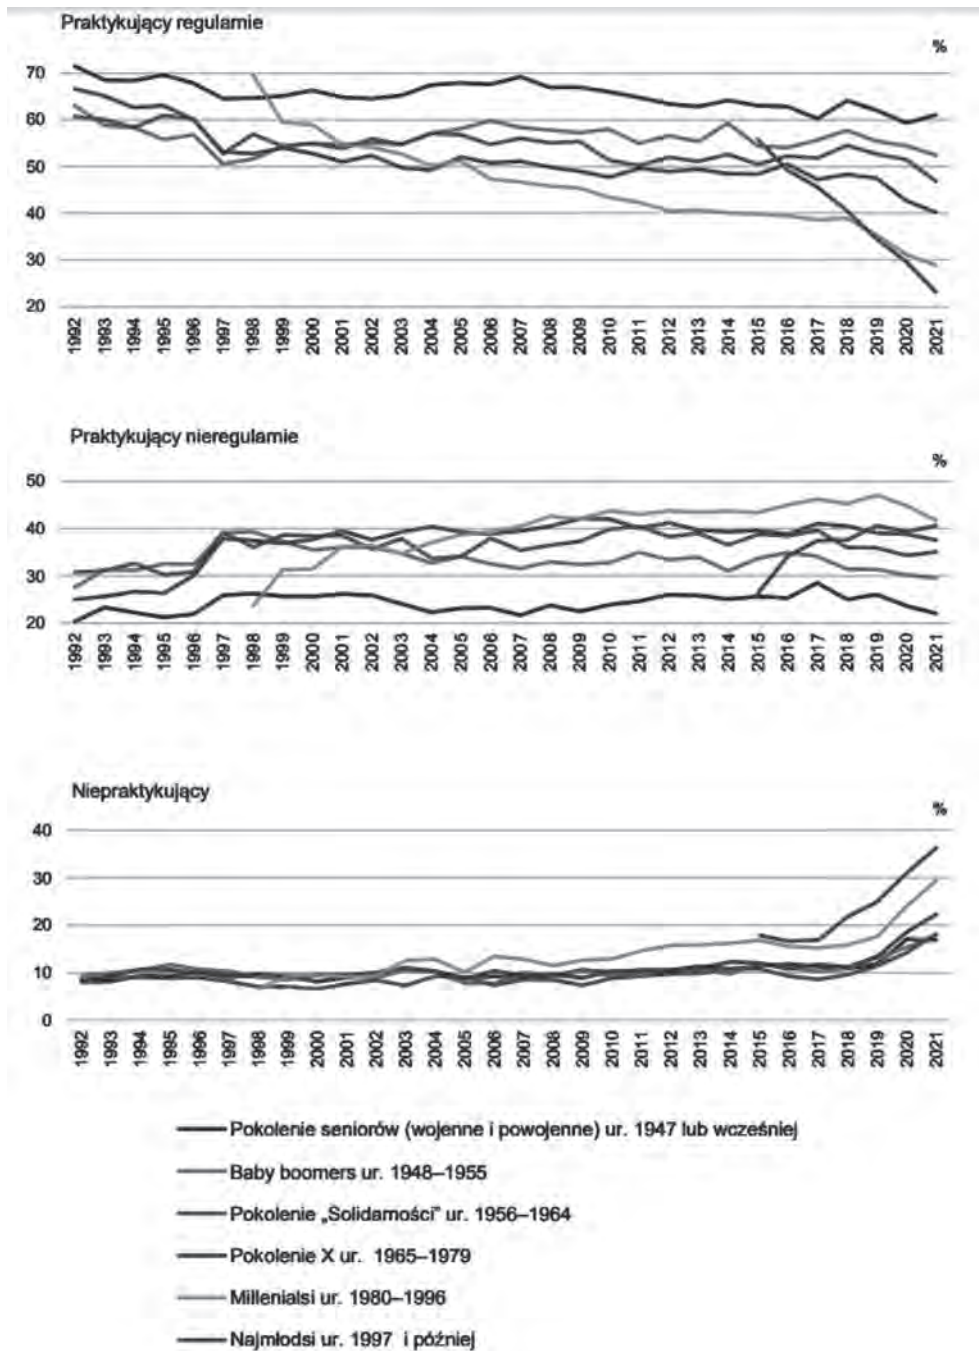 Praktykujący regularnie
%
70
60
50
40
30
20
1992 1993 1994 1995 1996 1997 1998 1999 2000 2001 2002 2003 2004 2005 2006 2007 2008 2009 2010 2011 2012 2013 2014 2015 2016 2017 2018 2019 2020 2021
Praktykujący nieregularnie
%
50
40
30
20
1992 1993 1994 1995 1996 1997 1998 1999 2000 2001 2002 2003 2004 2005 2006 2007 2008 2009 2010 2011 2012 2013 2014 2015 2016 2017 2018 2019 2020 2021
Niepraktykujący
%
40
30
20
10
0
1992 1993 1994 1995 1996 1997 1998 1999 2000 2001 2002 2003 2004 2005 2006 2007 2008 2009 2010 2011 2012 2013 2014 2015 2016 2017 2018 2019 2020 2021
Pokolenie seniorów (wojenne i powojenne) ur. 1947 lub wcześniej
Baby boomers ur. 1948–1955
Pokolenie „Solidarności" ur. 1956–1964
Pokolenie X ur. 1965–1979
Millenialsi ur. 1980–1996
Najmłodsi ur. 1997 i później